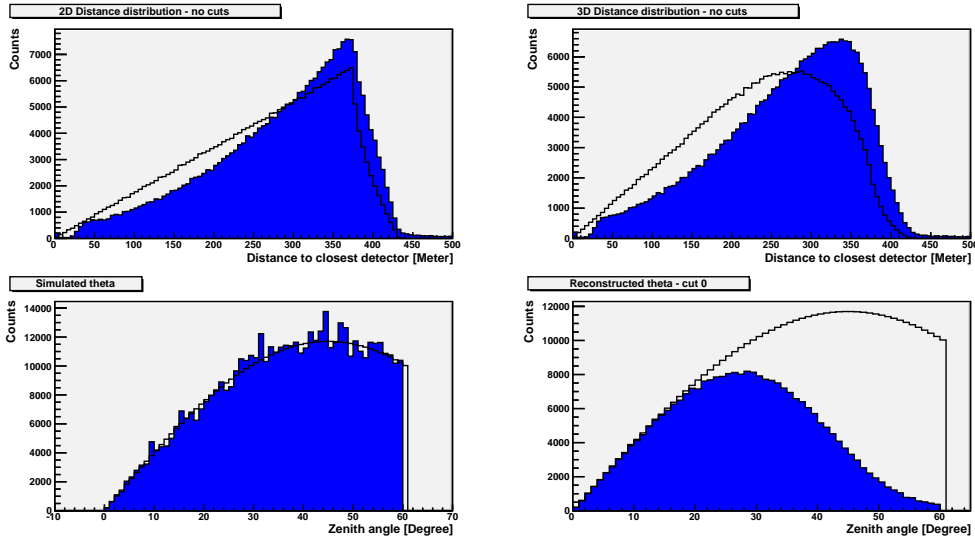 2D Distance distribution - no cuts
Counts
7000
6000
5000
4000
3000
2000
1000
0
50 100 150 200 250 300 350 400 450 500
Distance to closest detector [Meter]
3D Distance distribution - no cuts
Counts
6000
5000
4000
3000
2000
1000
0
50 100 150 200 250 300 350 400 450 500
Distance to closest detector [Meter]
Simulated theta
Counts
14000
12000
10000
8000
6000
4000
2000
0
-10 0 10 20 30 40 50 60 70
Zenith angle [Degree]
Reconstructed theta - cut 0
Counts
12000
10000
8000
6000
4000
2000
0
0 10 20 30 40 50 60
Zenith angle [Degree]